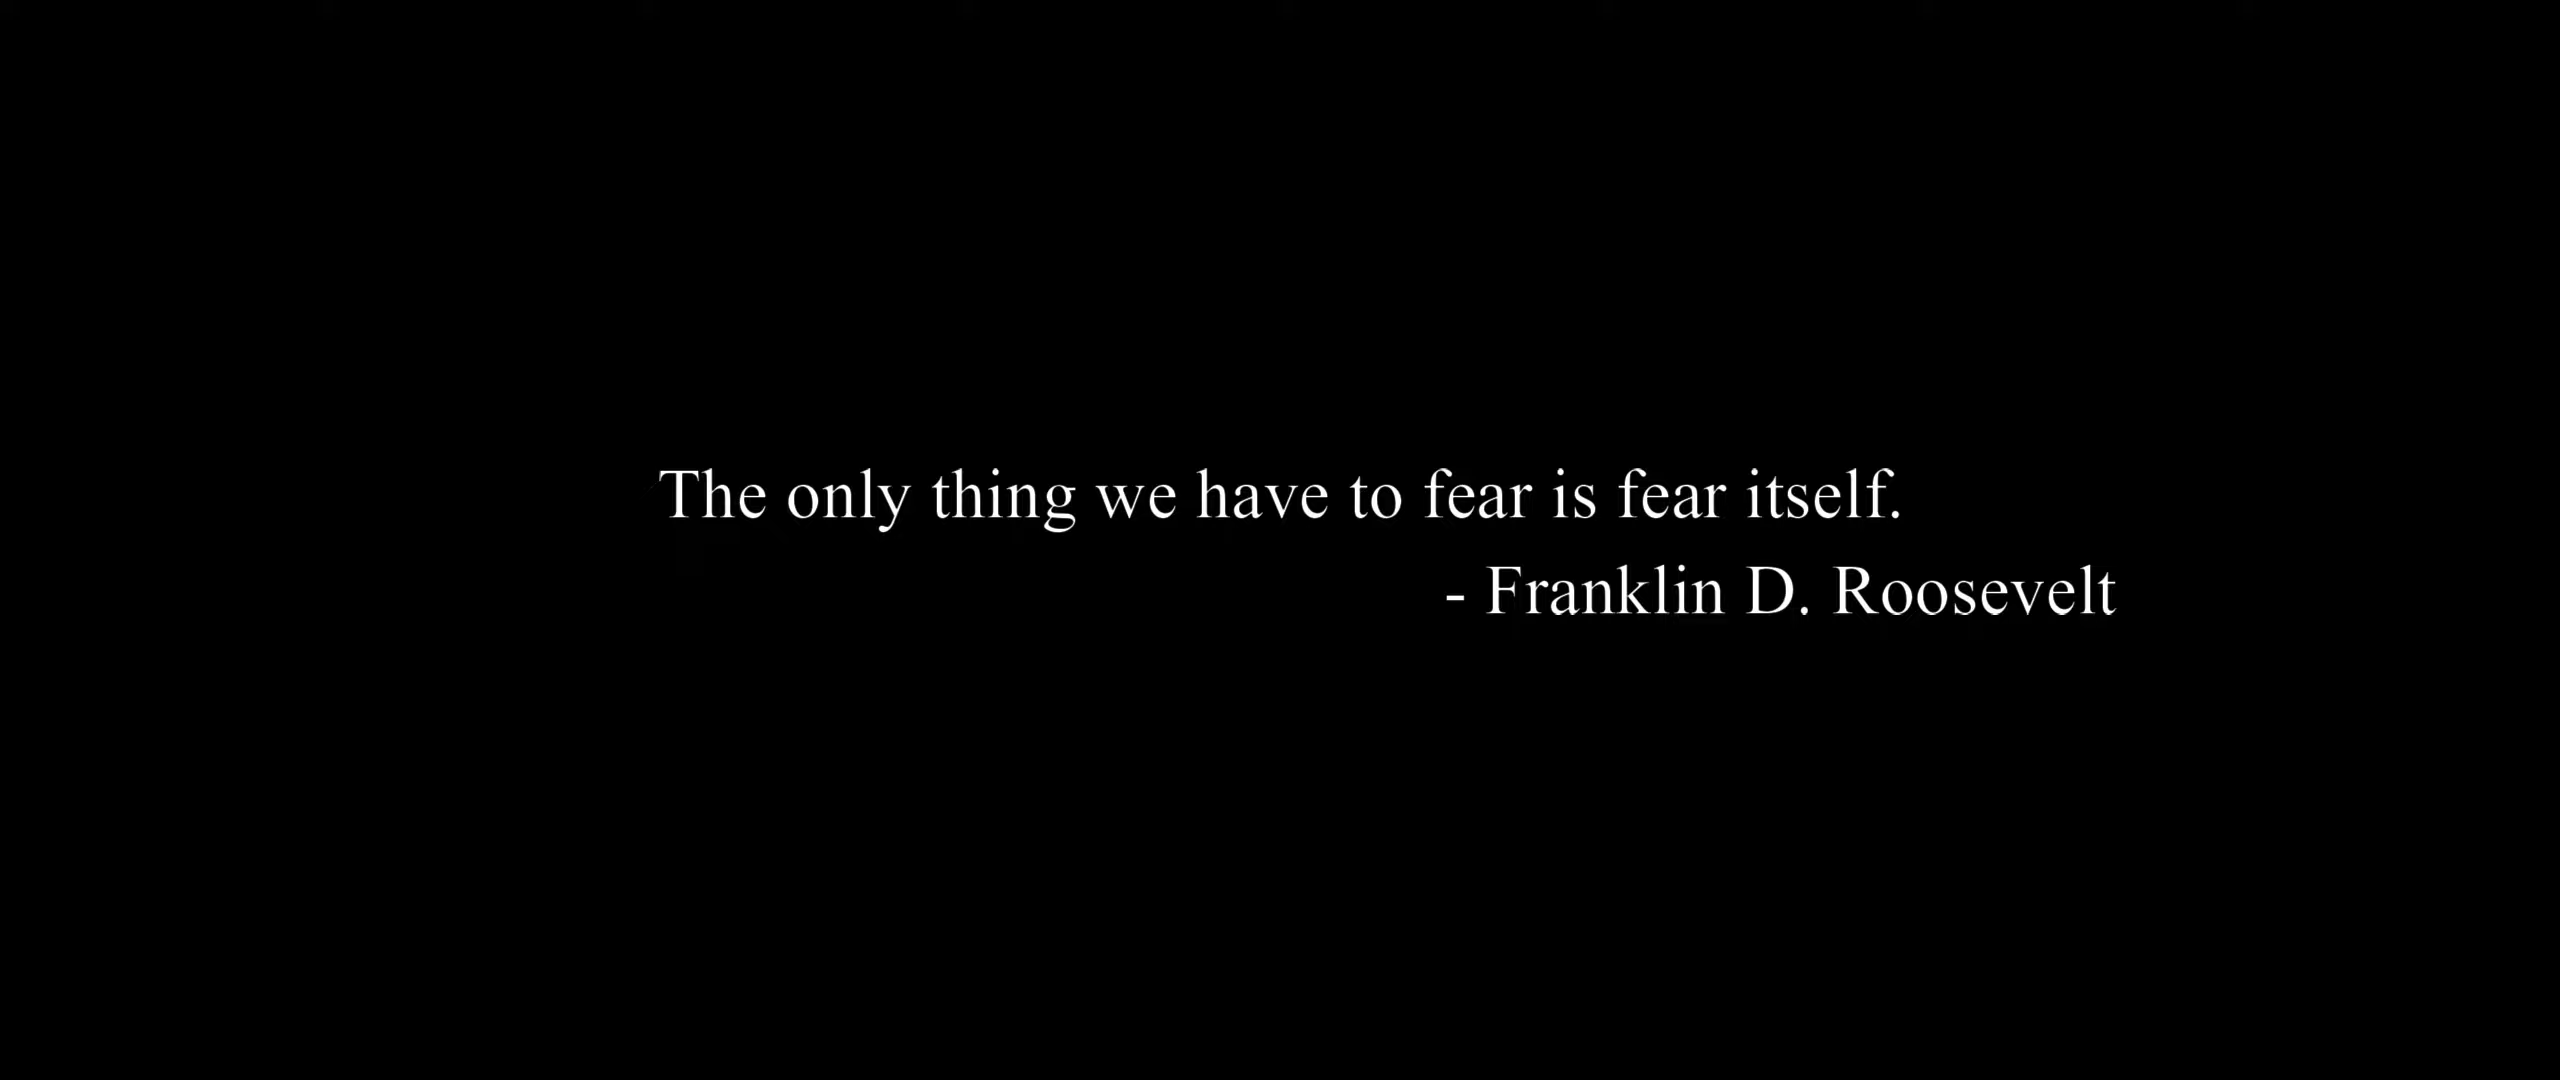 The only thing we have to fear is fear itself.
- Franklin D. Roosevelt